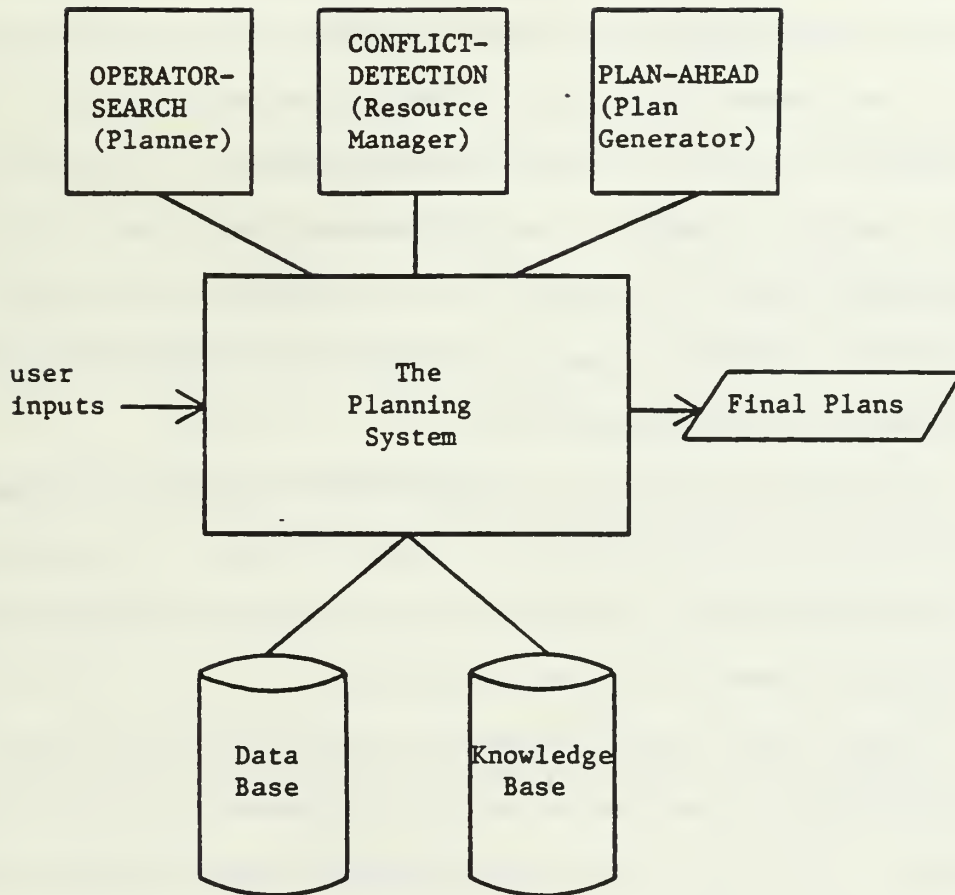 OPERATOR-
SEARCH
(Planner)
CONFLICT-
DETECTION
(Resource
Manager)
PLAN-AHEAD
(Plan
Generator)
user
inputs
The
Planning
System
Final Plans
Data
Base
Knowledge
Base